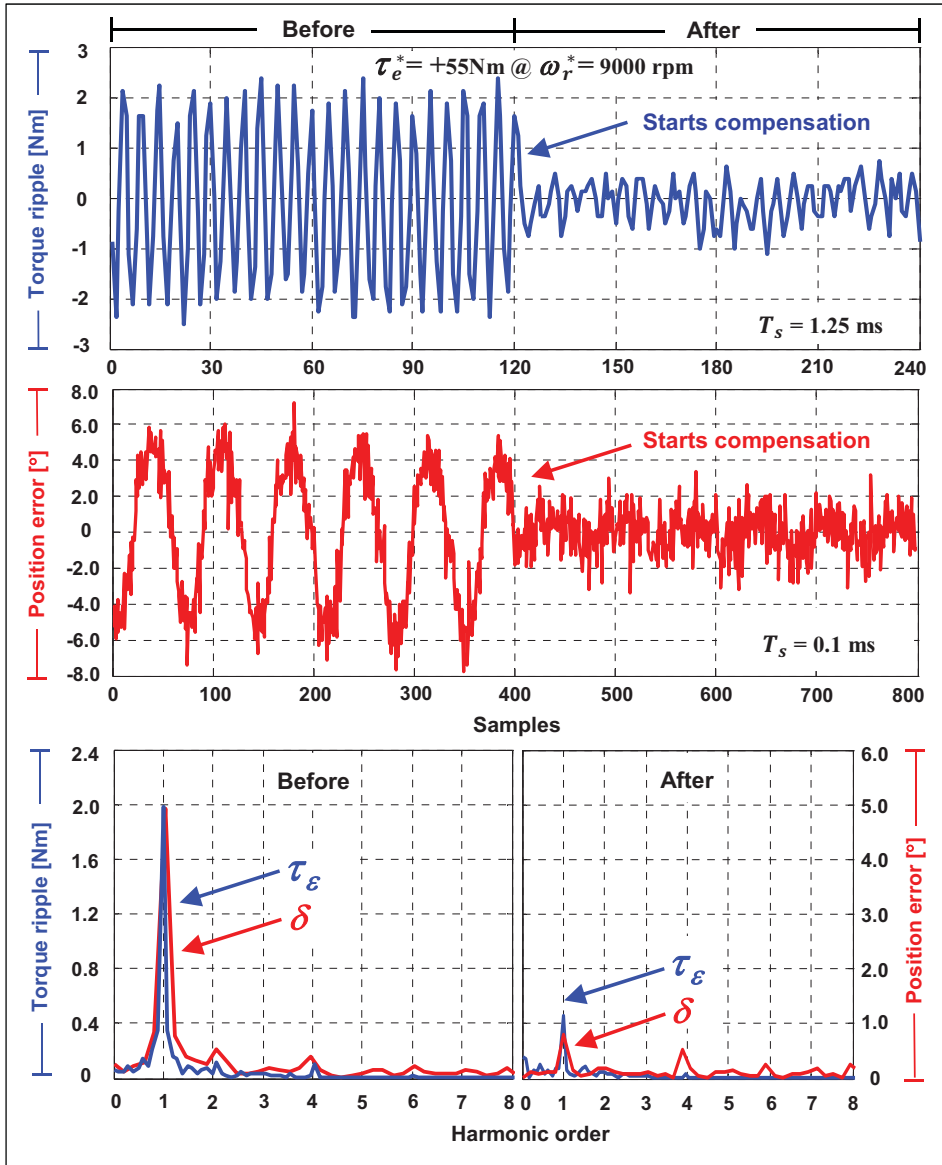 Before After
τₑ* = +55Nm @ ωᵣ* = 9000 rpm
Starts compensation
Torque ripple [Nm]
3
2
1
0
-1
-2
-3
Tₛ = 1.25 ms
0 30 60 90 120 150 180 210 240
Position error [°]
8.0
6.0
4.0
2.0
0
-2.0
-4.0
-6.0
-8.0
Starts compensation
Tₛ = 0.1 ms
0 100 200 300 400 500 600 700 800
Samples
Torque ripple [Nm]
2.4
2.0
1.6
1.2
0.8
0.4
0
Before
τ_ε
δ
0 1 2 3 4 5 6 7 8
After
τ_ε
δ
0 1 2 3 4 5 6 7 8
6.0
5.0
4.0
3.0
2.0
1.0
0
Position error [°]
Harmonic order